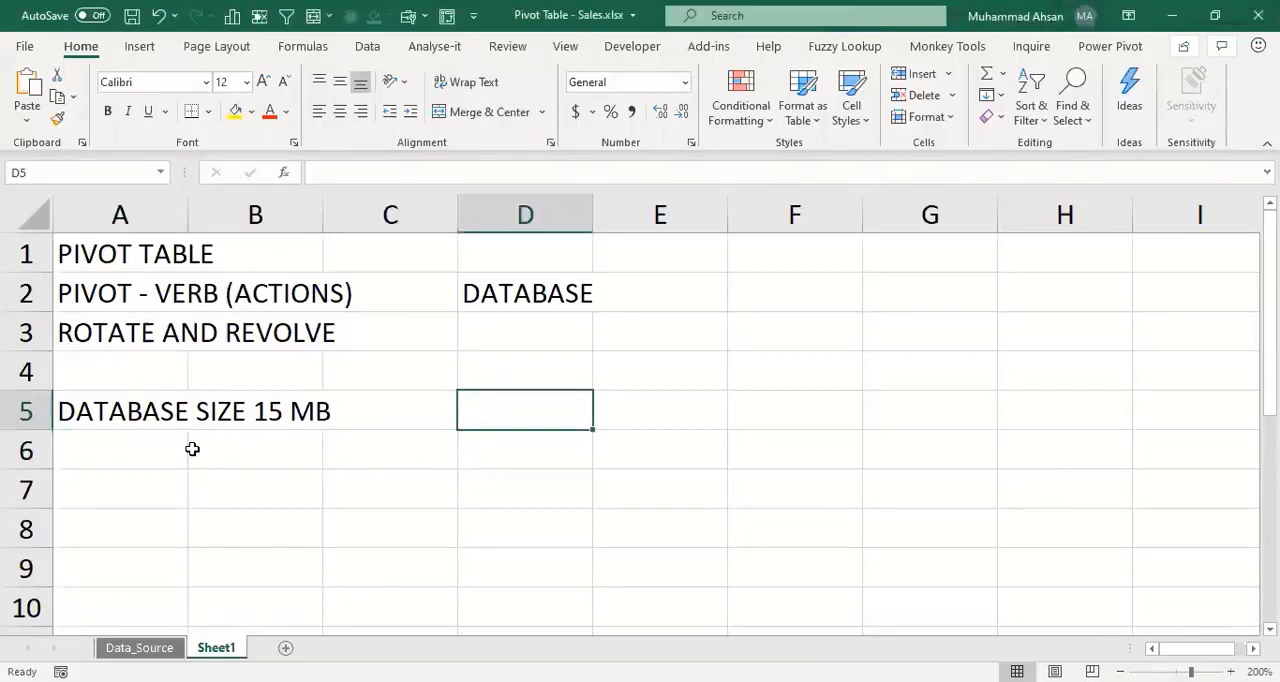 AutoSave Off Pivot Table - Sales.xlsx Search Muhammad Ahsan MA
File Home Insert Page Layout Formulas Data Analyse-it Review View Developer Add-ins Help Fuzzy Lookup Monkey Tools Inquire Power Pivot
Paste
Calibri 12
B I U
Wrap Text
Merge & Center
General
$ % 9
Conditional Formatting
Format as Table
Cell Styles
Insert
Delete
Format
Sort & Filter
Find & Select
Ideas
Sensitivity
Clipboard Font Alignment Number Styles Cells Editing Ideas Sensitivity
D5 fx
A B C D E F G H I
1 PIVOT TABLE
2 PIVOT - VERB (ACTIONS) DATABASE
3 ROTATE AND REVOLVE
4
5 DATABASE SIZE 15 MB
6
7
8
9
10
Data_Source Sheet1
Ready 200%